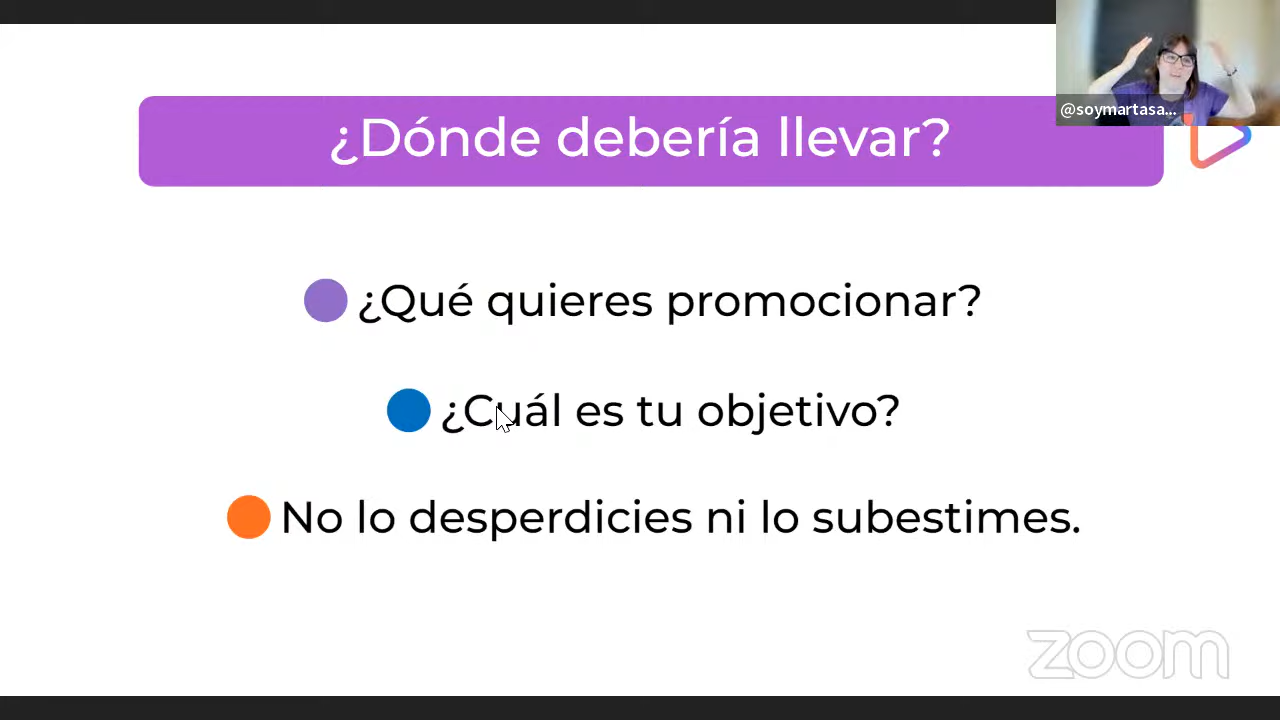 @soymartasa...
¿Dónde debería llevar?
¿Qué quieres promocionar?
¿Cuál es tu objetivo?
No lo desperdicies ni lo subestimes.
zoom